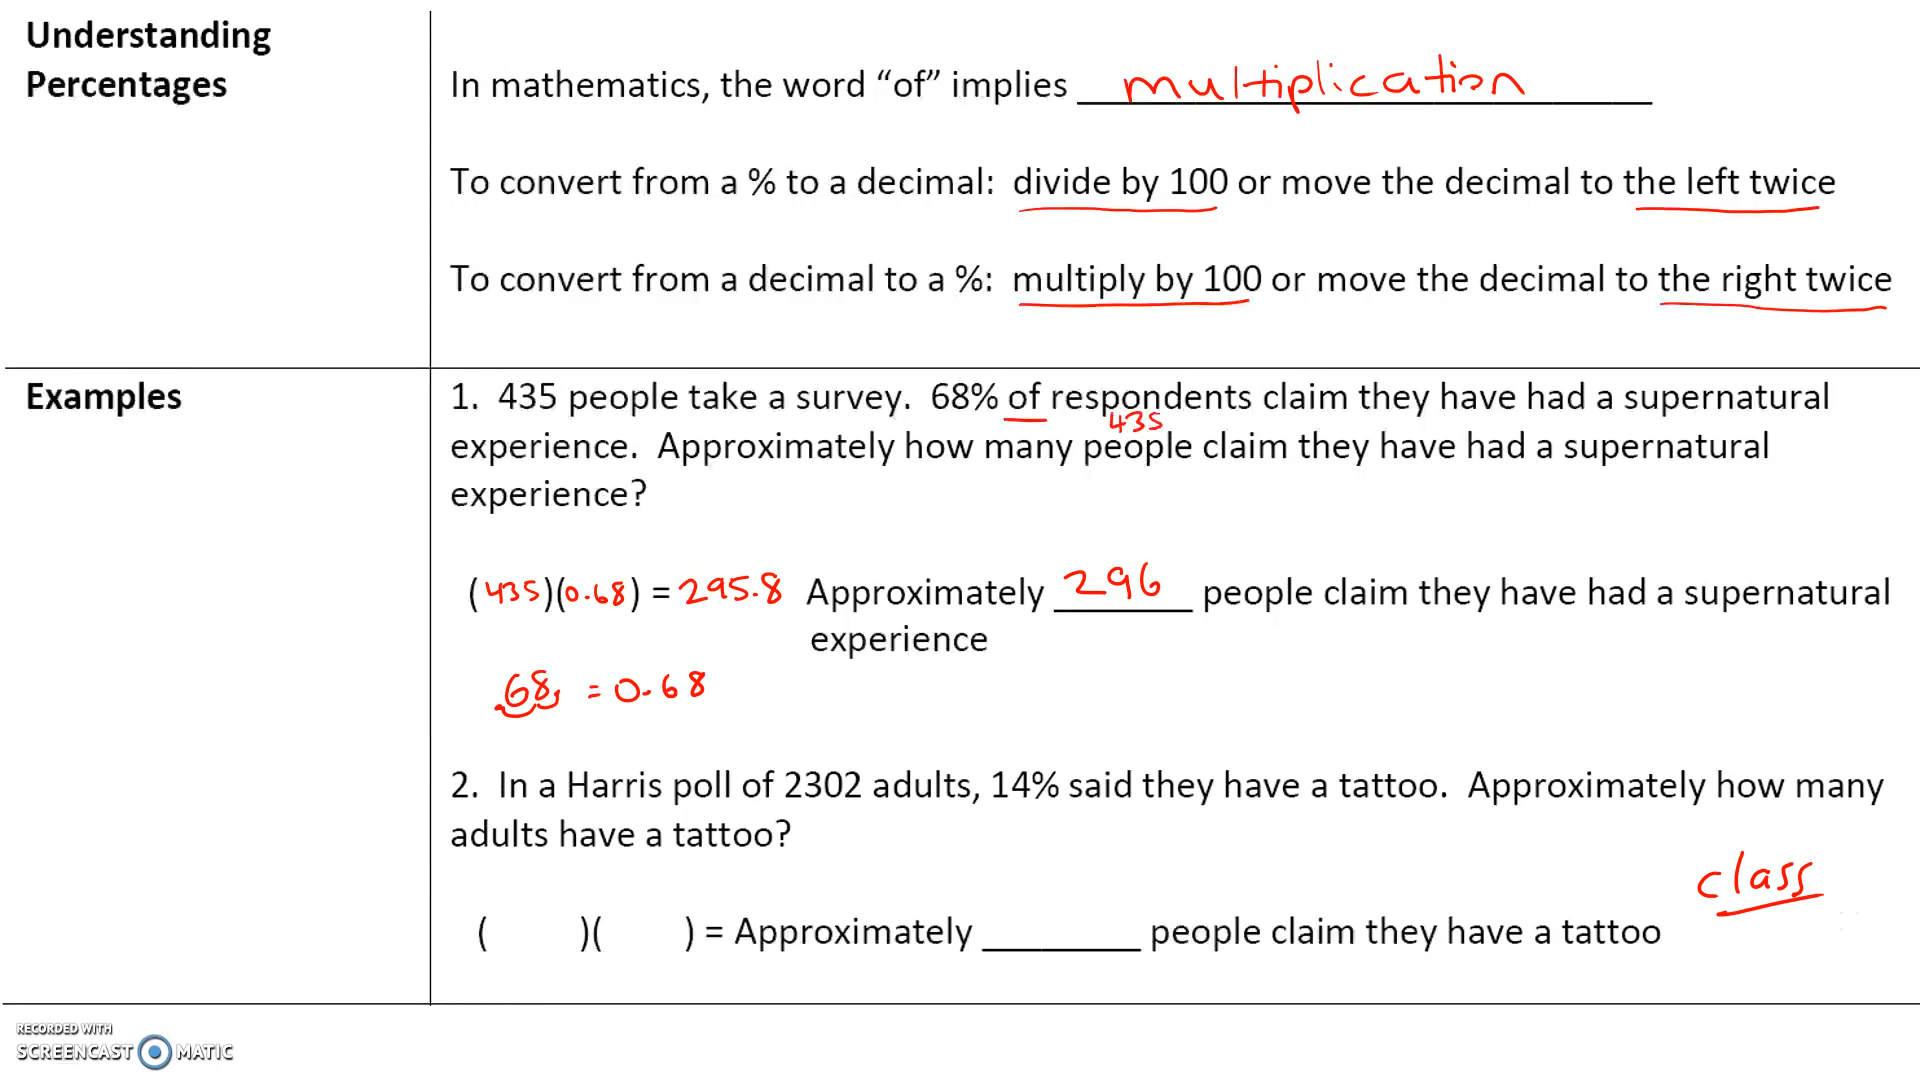 Understanding
Percentages
In mathematics, the word “of” implies multiplication
To convert from a % to a decimal: divide by 100 or move the decimal to the left twice
To convert from a decimal to a %: multiply by 100 or move the decimal to the right twice
Examples
1. 435 people take a survey. 68% of respondents claim they have had a supernatural
435
experience. Approximately how many people claim they have had a supernatural
experience?
(435)(0.68) = 295.8 Approximately 296 people claim they have had a supernatural
experience
.68. = 0.68
2. In a Harris poll of 2302 adults, 14% said they have a tattoo. Approximately how many
adults have a tattoo?
class
( )( ) = Approximately ________ people claim they have a tattoo
RECORDED WITH
SCREENCAST MATIC